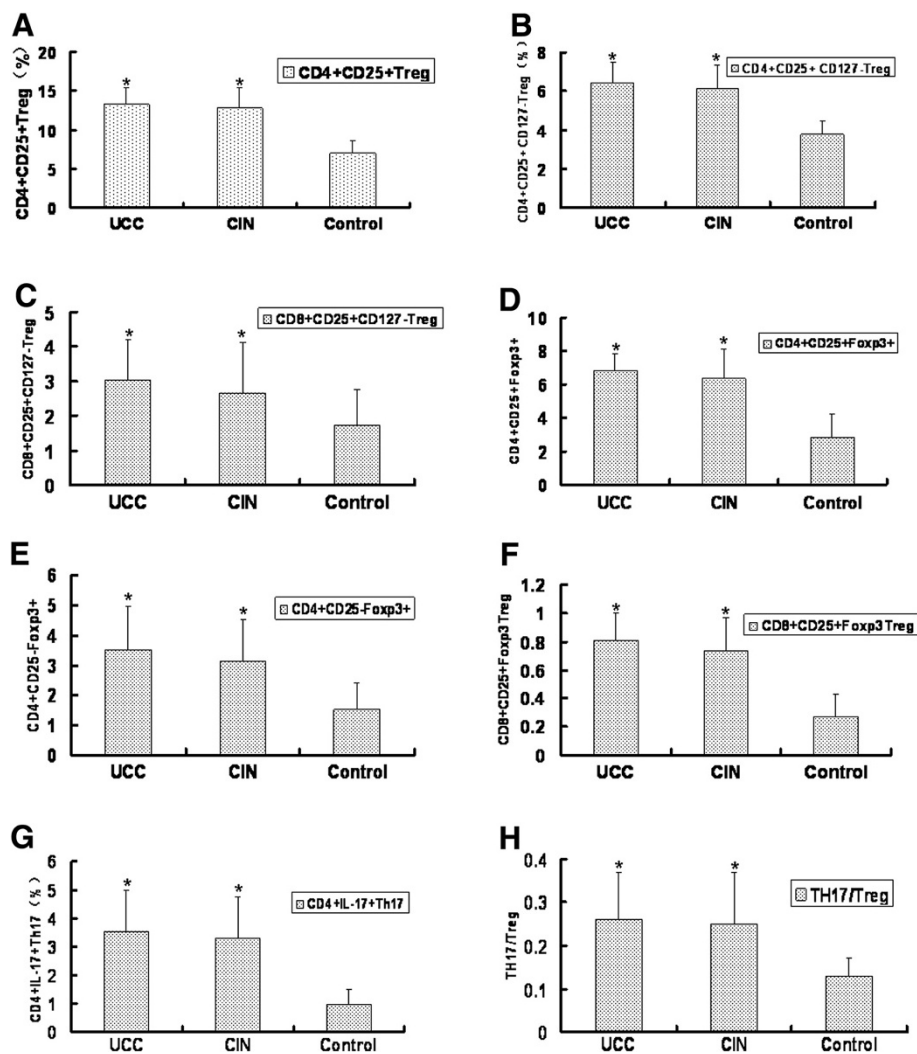 A
CD4+CD25+Treg (%)
20
15
10
5
0
*
*
CD4+CD25+Treg
UCC
CIN
Control
B
CD4+CD25+ CD127-Treg (%)
8
6
4
2
0
*
*
CD4+CD25+ CD127-Treg
UCC
CIN
Control
C
CD8+CD25+CD127-Treg
5
4
3
2
1
0
*
*
CD8+CD25+CD127-Treg
UCC
CIN
Control
D
CD4+CD25+Foxp3+
10
8
6
4
2
0
*
*
CD4+CD25+Foxp3+
UCC
CIN
Control
E
CD4+CD25-Foxp3+
6
5
4
3
2
1
0
*
*
CD4+CD25-Foxp3+
UCC
CIN
Control
F
CD8+CD25+Foxp3Treg
1.2
1
0.8
0.6
0.4
0.2
0
*
*
CD8+CD25+Foxp3Treg
UCC
CIN
Control
G
CD4+IL-17+Th17 (%)
6
5
4
3
2
1
0
*
*
CD4+IL-17+Th17
UCC
CIN
Control
H
TH17/Treg
0.4
0.3
0.2
0.1
0
*
*
TH17/Treg
UCC
CIN
Control